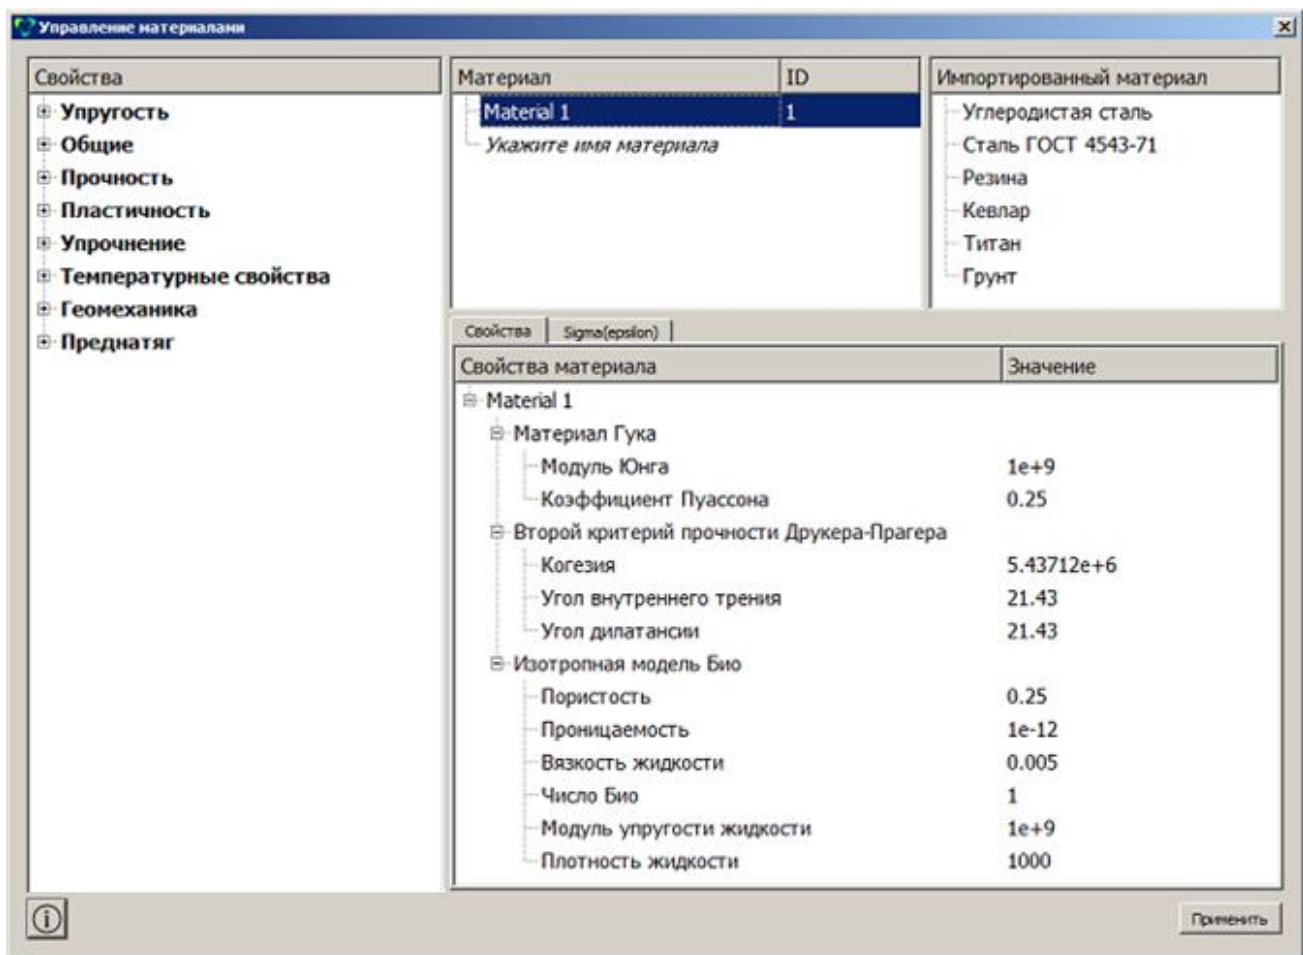 Управление материалами
Свойства
Упругость
Общие
Прочность
Пластичность
Упрочнение
Температурные свойства
Геомеханика
Преднатяг
Материал ID
Material 1 1
Укажите имя материала
Импортированный материал
Углеродистая сталь
Сталь ГОСТ 4543-71
Резина
Кевлар
Титан
Грунт
Свойства Sigma(epsilon)
Свойства материала Значение
Material 1
Материал Гука
Модуль Юнга 1e+9
Коэффициент Пуассона 0.25
Второй критерий прочности Друкера-Прагера
Когезия 5.43712e+6
Угол внутреннего трения 21.43
Угол дилатансии 21.43
Изотропная модель Био
Пористость 0.25
Проницаемость 1e-12
Вязкость жидкости 0.005
Число Био 1
Модуль упругости жидкости 1e+9
Плотность жидкости 1000
Применить